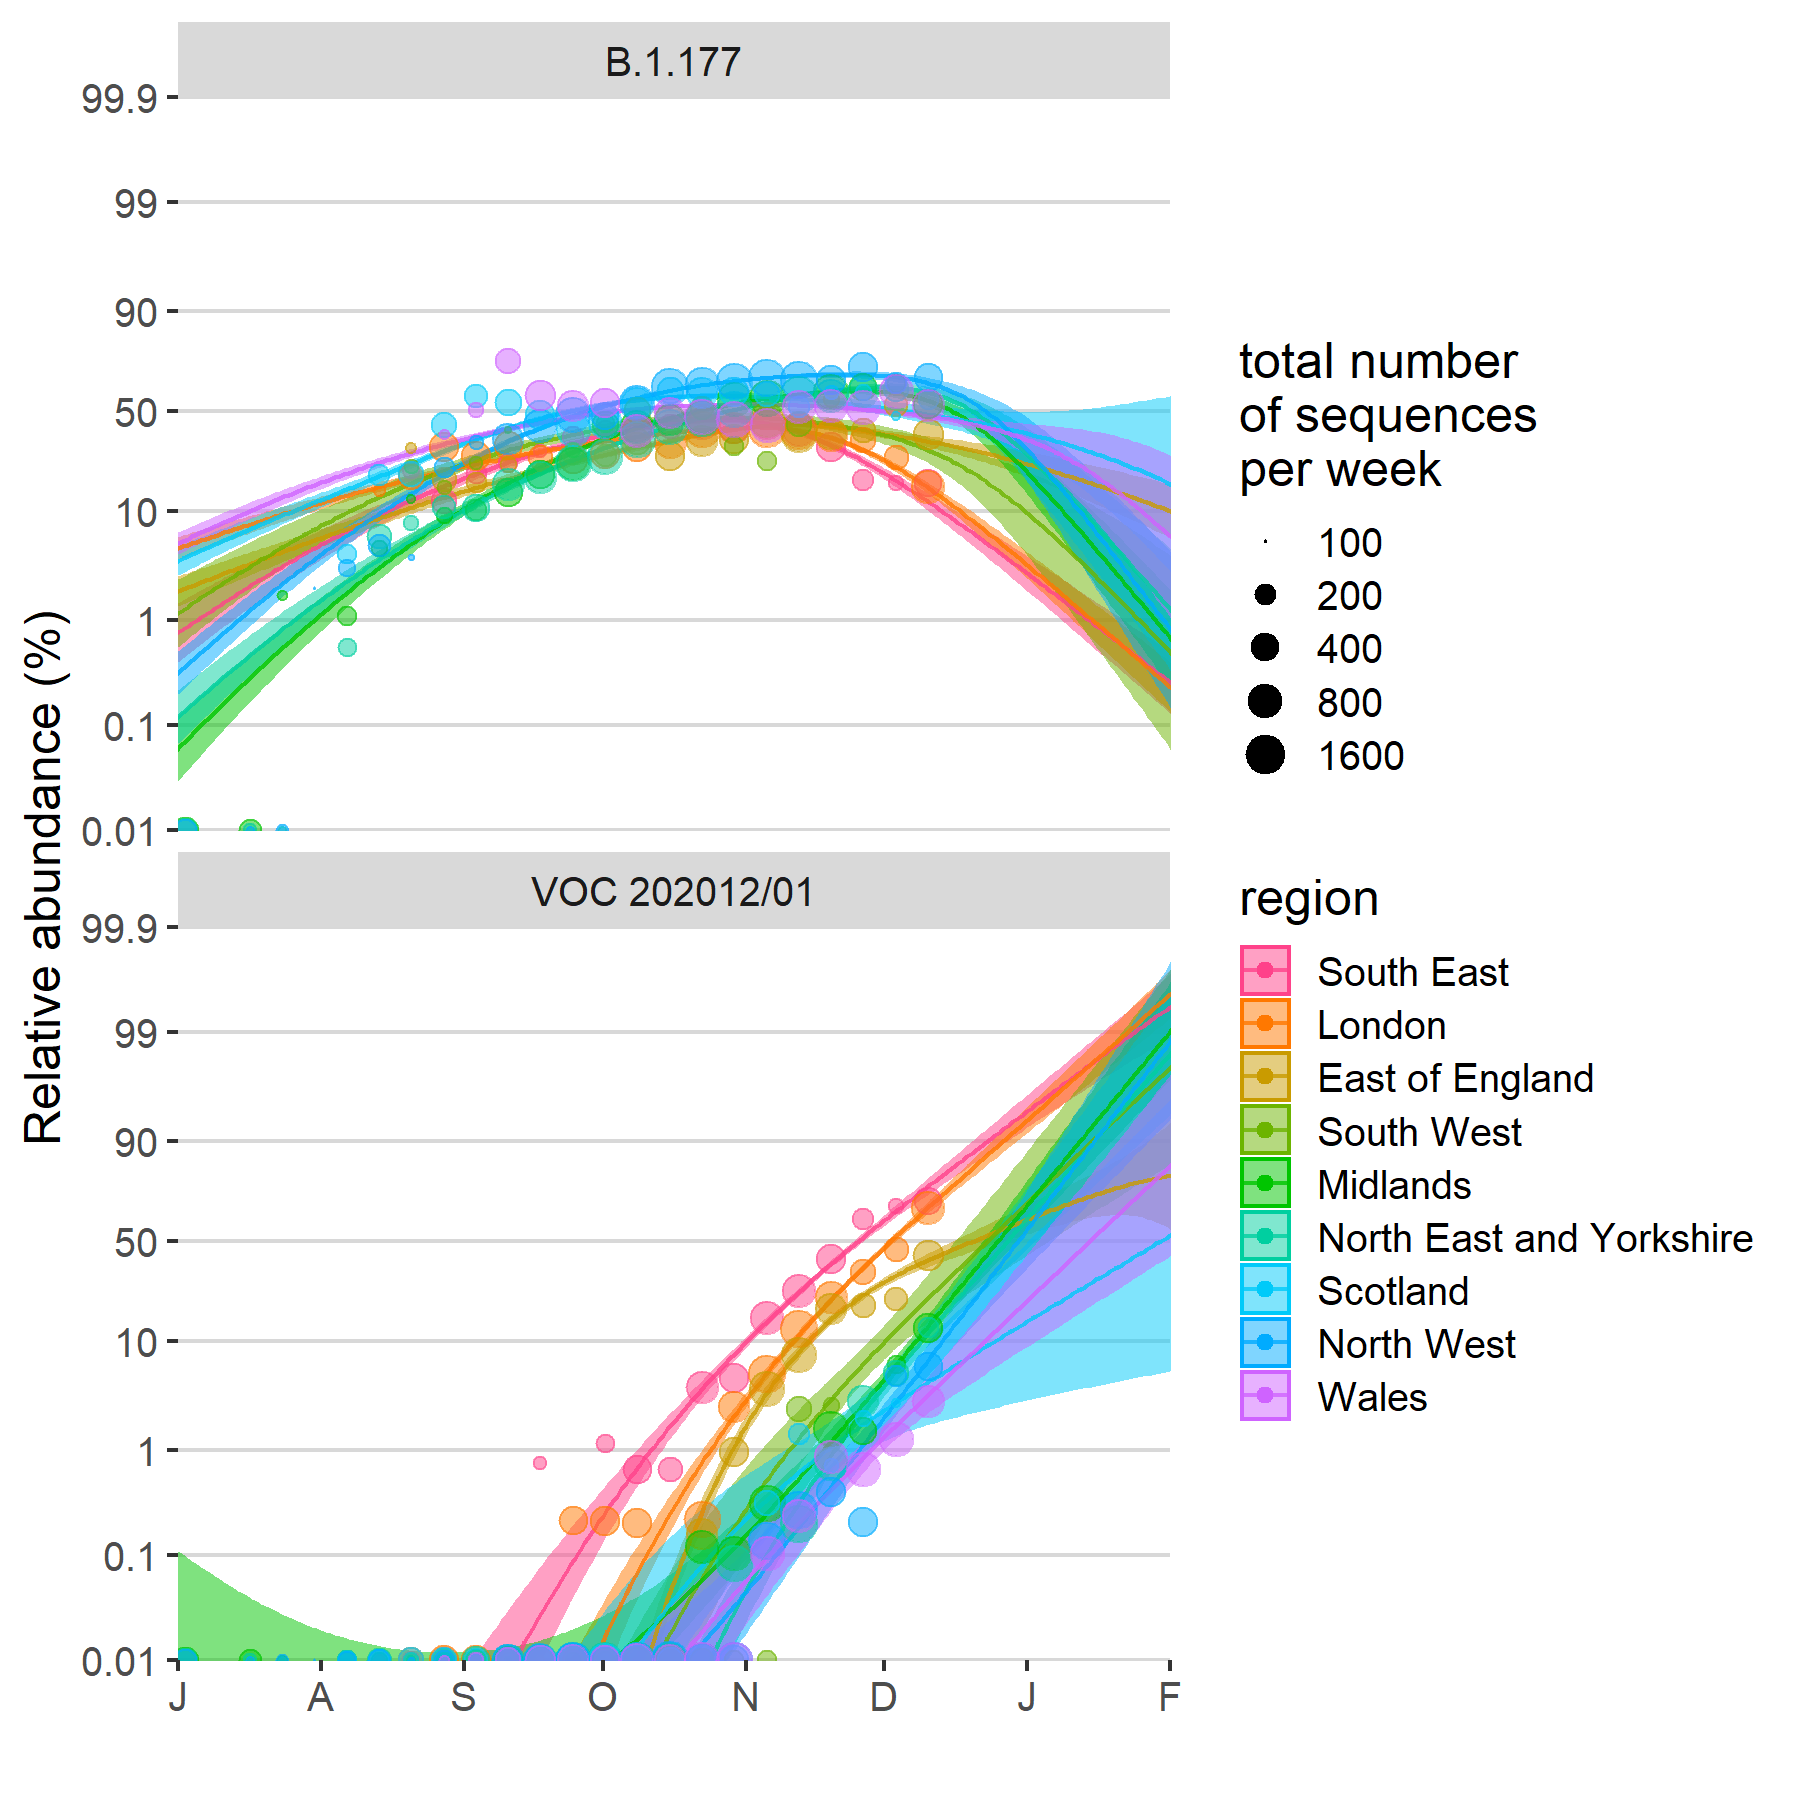 B.1.177
99.9
99
90
50
10
1
0.1
0.01
Relative abundance (%)
VOC 202012/01
99.9
99
90
50
10
1
0.1
0.01
J A S O N D J F
total number
of sequences
per week
100
200
400
800
1600
region
South East
London
East of England
South West
Midlands
North East and Yorkshire
Scotland
North West
Wales